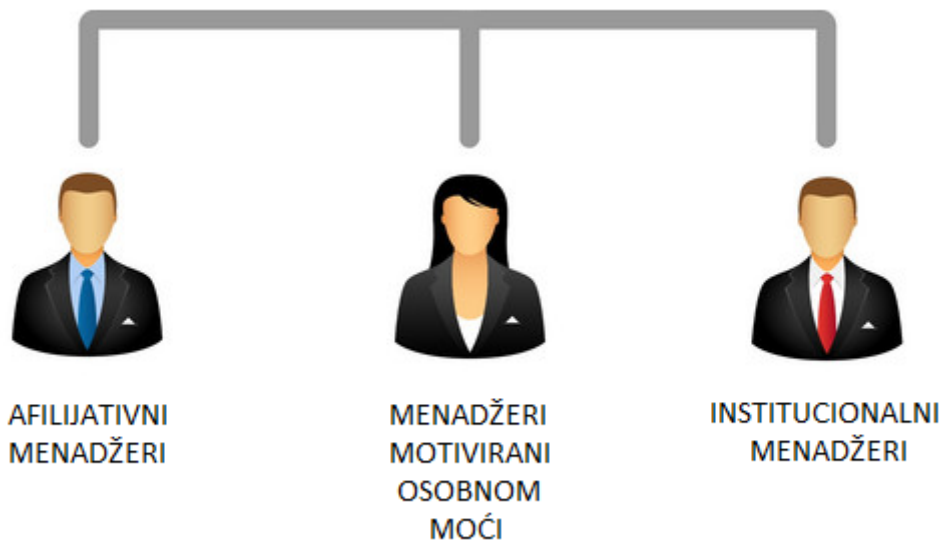 AFILIJATIVNI
MENADŽERI
MENADŽERI
MOTIVIRANI
OSOBNOM
MOĆI
INSTITUCIONALNI
MENADŽERI